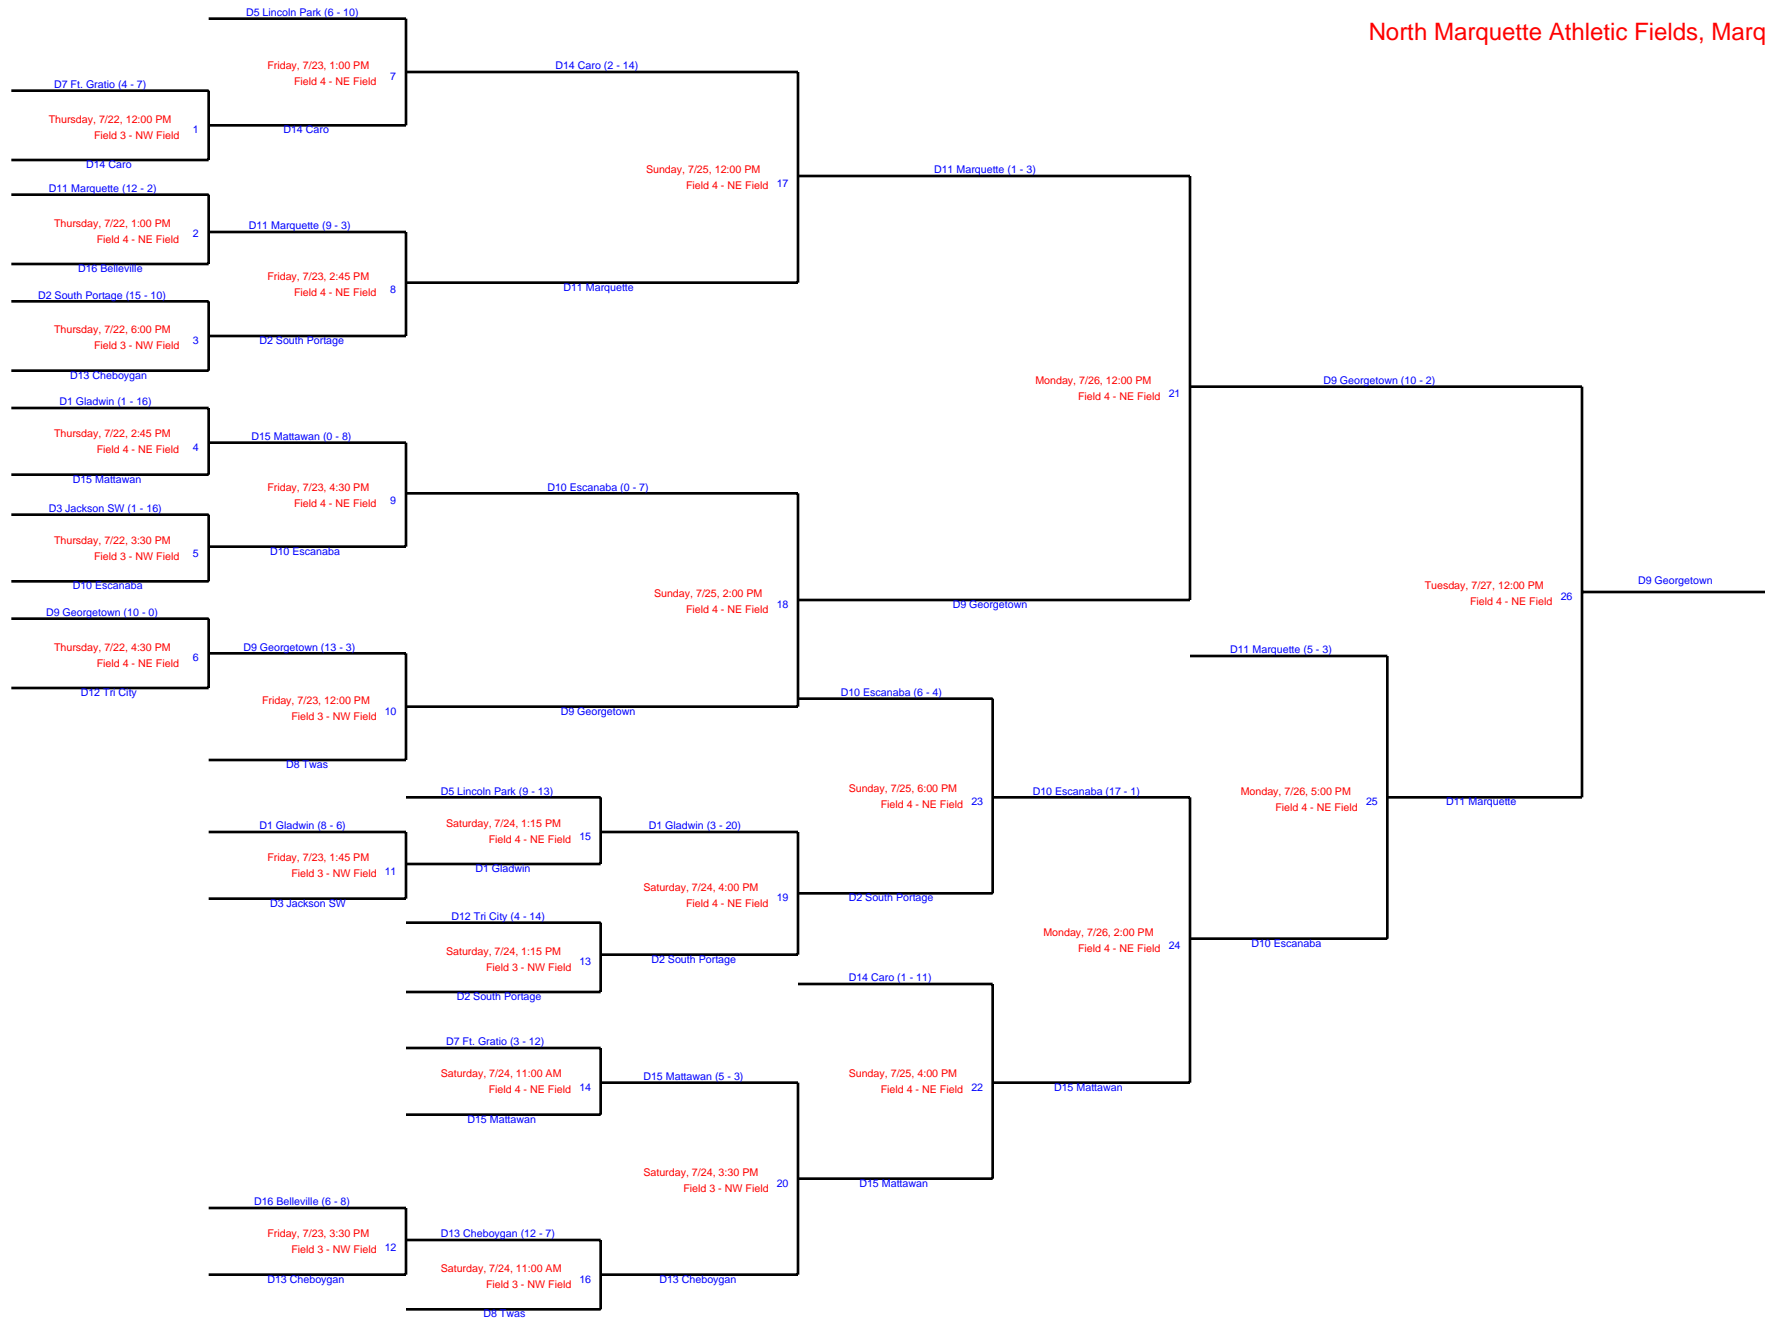 D5 Lincoln Park (6 - 10)
North Marquette Athletic Fields, Marq
Friday, 7/23, 1:00 PM
Field 4 - NE Field 7
D14 Caro (2 - 14)
D7 Ft. Gratio (4 - 7)
Thursday, 7/22, 12:00 PM
Field 3 - NW Field 1
D14 Caro
D14 Caro
Sunday, 7/25, 12:00 PM
Field 4 - NE Field 17
D11 Marquette (1 - 3)
D11 Marquette (12 - 2)
Thursday, 7/22, 1:00 PM
Field 4 - NE Field 2
D11 Marquette (9 - 3)
D16 Belleville
Friday, 7/23, 2:45 PM
Field 4 - NE Field 8
D11 Marquette
D2 South Portage (15 - 10)
Thursday, 7/22, 6:00 PM
Field 3 - NW Field 3
D2 South Portage
D13 Cheboygan
Monday, 7/26, 12:00 PM
Field 4 - NE Field 21
D9 Georgetown (10 - 2)
D1 Gladwin (1 - 16)
Thursday, 7/22, 2:45 PM
Field 4 - NE Field 4
D15 Mattawan (0 - 8)
D15 Mattawan
Friday, 7/23, 4:30 PM
Field 4 - NE Field 9
D10 Escanaba (0 - 7)
D3 Jackson SW (1 - 16)
Thursday, 7/22, 3:30 PM
Field 3 - NW Field 5
D10 Escanaba
D10 Escanaba
Sunday, 7/25, 2:00 PM
Field 4 - NE Field 18
D9 Georgetown
Tuesday, 7/27, 12:00 PM
Field 4 - NE Field 26
D9 Georgetown
D9 Georgetown (10 - 0)
Thursday, 7/22, 4:30 PM
Field 4 - NE Field 6
D9 Georgetown (13 - 3)
D12 Tri City
D11 Marquette (5 - 3)
Friday, 7/23, 12:00 PM
Field 3 - NW Field 10
D9 Georgetown
D10 Escanaba (6 - 4)
D8 Twas
Sunday, 7/25, 6:00 PM
Field 4 - NE Field 23
D10 Escanaba (17 - 1)
Monday, 7/26, 5:00 PM
Field 4 - NE Field 25
D11 Marquette
D5 Lincoln Park (9 - 13)
Saturday, 7/24, 1:15 PM
Field 4 - NE Field 15
D1 Gladwin (3 - 20)
D1 Gladwin (8 - 6)
Friday, 7/23, 1:45 PM
Field 3 - NW Field 11
D1 Gladwin
D3 Jackson SW
Saturday, 7/24, 4:00 PM
Field 4 - NE Field 19
D2 South Portage
D12 Tri City (4 - 14)
Saturday, 7/24, 1:15 PM
Field 3 - NW Field 13
D2 South Portage
D2 South Portage
Monday, 7/26, 2:00 PM
Field 4 - NE Field 24
D10 Escanaba
D14 Caro (1 - 11)
D7 Ft. Gratio (3 - 12)
Saturday, 7/24, 11:00 AM
Field 4 - NE Field 14
D15 Mattawan (5 - 3)
D15 Mattawan
Sunday, 7/25, 4:00 PM
Field 4 - NE Field 22
D15 Mattawan
Saturday, 7/24, 3:30 PM
Field 3 - NW Field 20
D15 Mattawan
D16 Belleville (6 - 8)
Friday, 7/23, 3:30 PM
Field 3 - NW Field 12
D13 Cheboygan (12 - 7)
D13 Cheboygan
Saturday, 7/24, 11:00 AM
Field 3 - NW Field 16
D13 Cheboygan
D8 Twas